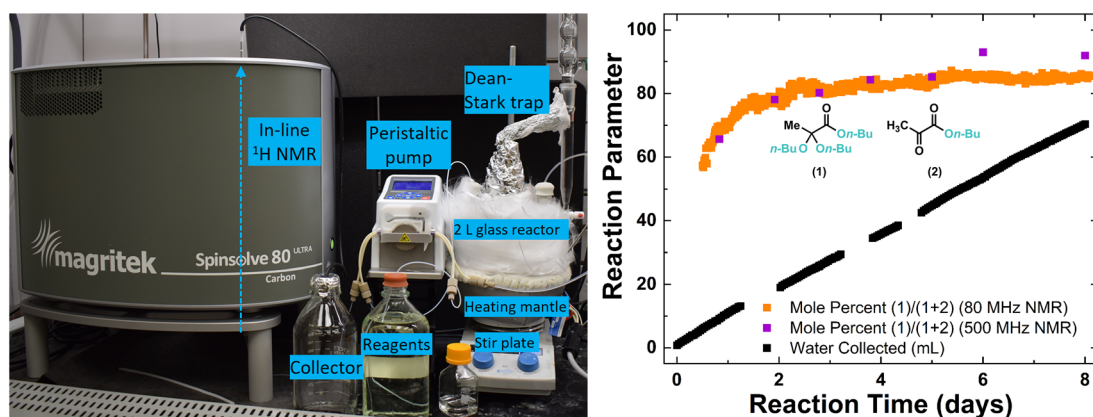 Dean-
Stark trap
In-line
¹H NMR
Peristaltic
pump
2 L glass reactor
magritek
Spinsolve 80 ULTRA
Carbon
Heating mantle
Reagents
Stir plate
Collector
100
80
60
40
20
0
Reaction Parameter
Me
O
On-Bu
n-Bu O On-Bu
(1)
O
H₃C
On-Bu
O
(2)
Mole Percent (1)/(1+2) (80 MHz NMR)
Mole Percent (1)/(1+2) (500 MHz NMR)
Water Collected (mL)
0 2 4 6 8
Reaction Time (days)